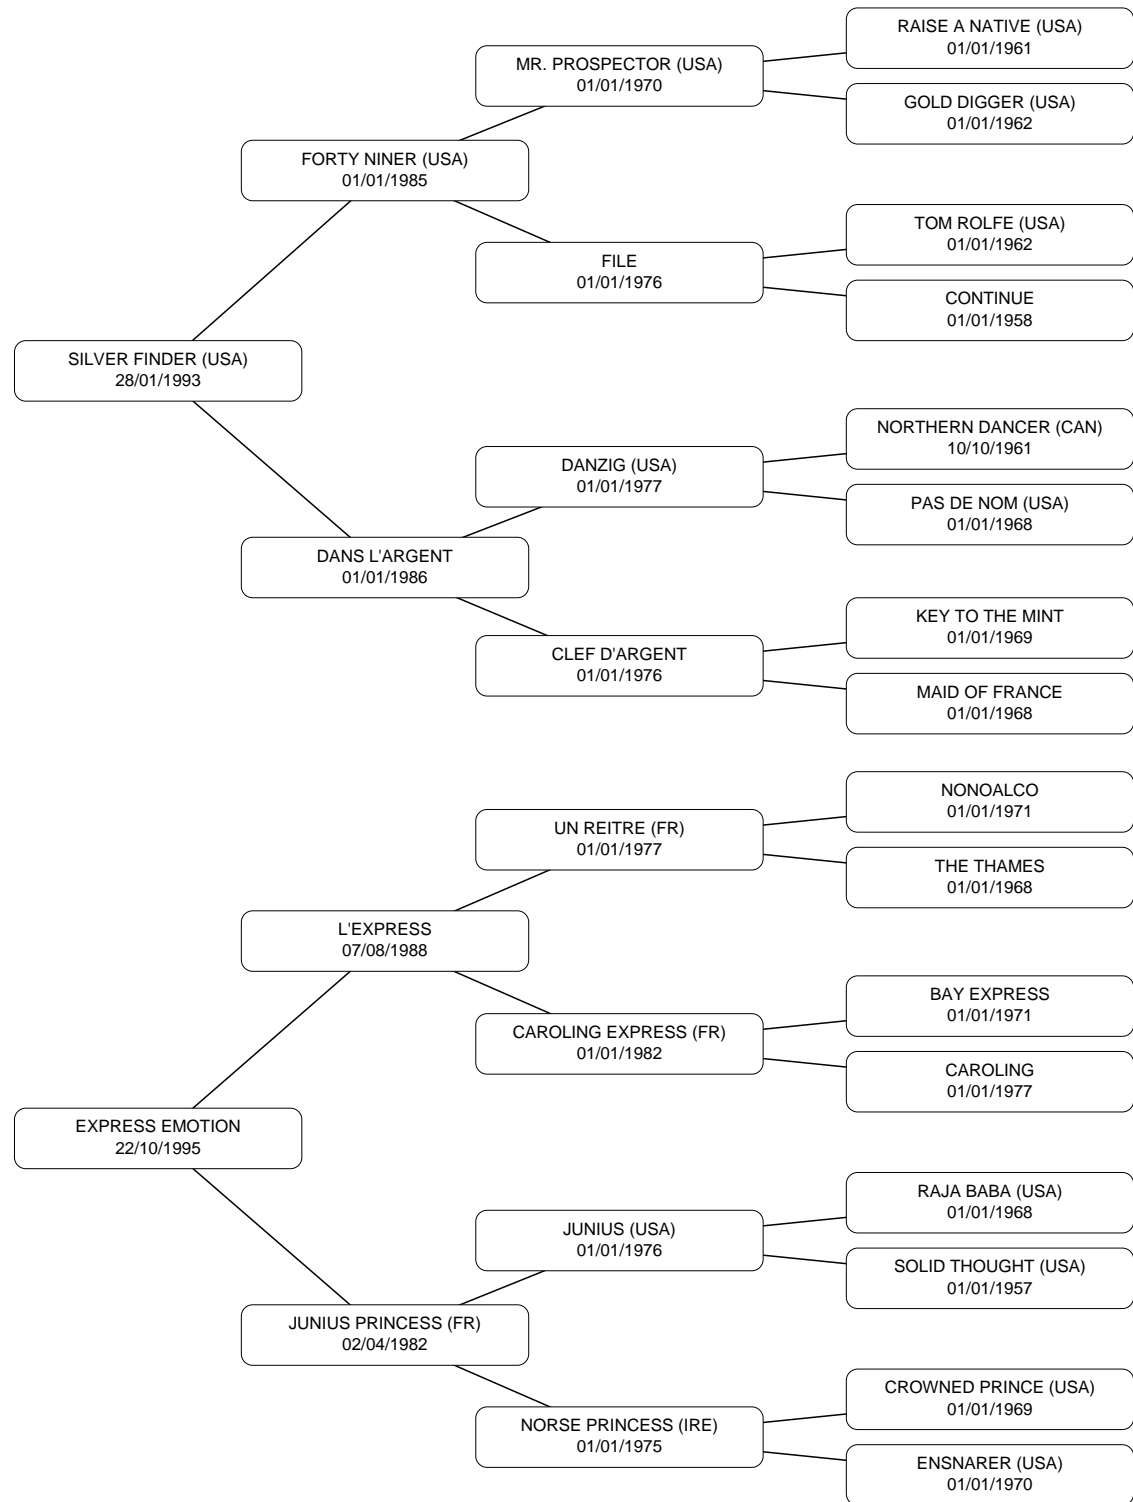 RAISE A NATIVE (USA)
01/01/1961
MR. PROSPECTOR (USA)
01/01/1970
GOLD DIGGER (USA)
01/01/1962
FORTY NINER (USA)
01/01/1985
TOM ROLFE (USA)
01/01/1962
FILE
01/01/1976
CONTINUE
01/01/1958
SILVER FINDER (USA)
28/01/1993
NORTHERN DANCER (CAN)
10/10/1961
DANZIG (USA)
01/01/1977
PAS DE NOM (USA)
01/01/1968
DANS L'ARGENT
01/01/1986
KEY TO THE MINT
01/01/1969
CLEF D'ARGENT
01/01/1976
MAID OF FRANCE
01/01/1968
NONOALCO
01/01/1971
UN REITRE (FR)
01/01/1977
THE THAMES
01/01/1968
L'EXPRESS
07/08/1988
BAY EXPRESS
01/01/1971
CAROLING EXPRESS (FR)
01/01/1982
CAROLING
01/01/1977
EXPRESS EMOTION
22/10/1995
RAJA BABA (USA)
01/01/1968
JUNIUS (USA)
01/01/1976
SOLID THOUGHT (USA)
01/01/1957
JUNIUS PRINCESS (FR)
02/04/1982
CROWNED PRINCE (USA)
01/01/1969
NORSE PRINCESS (IRE)
01/01/1975
ENSNARER (USA)
01/01/1970